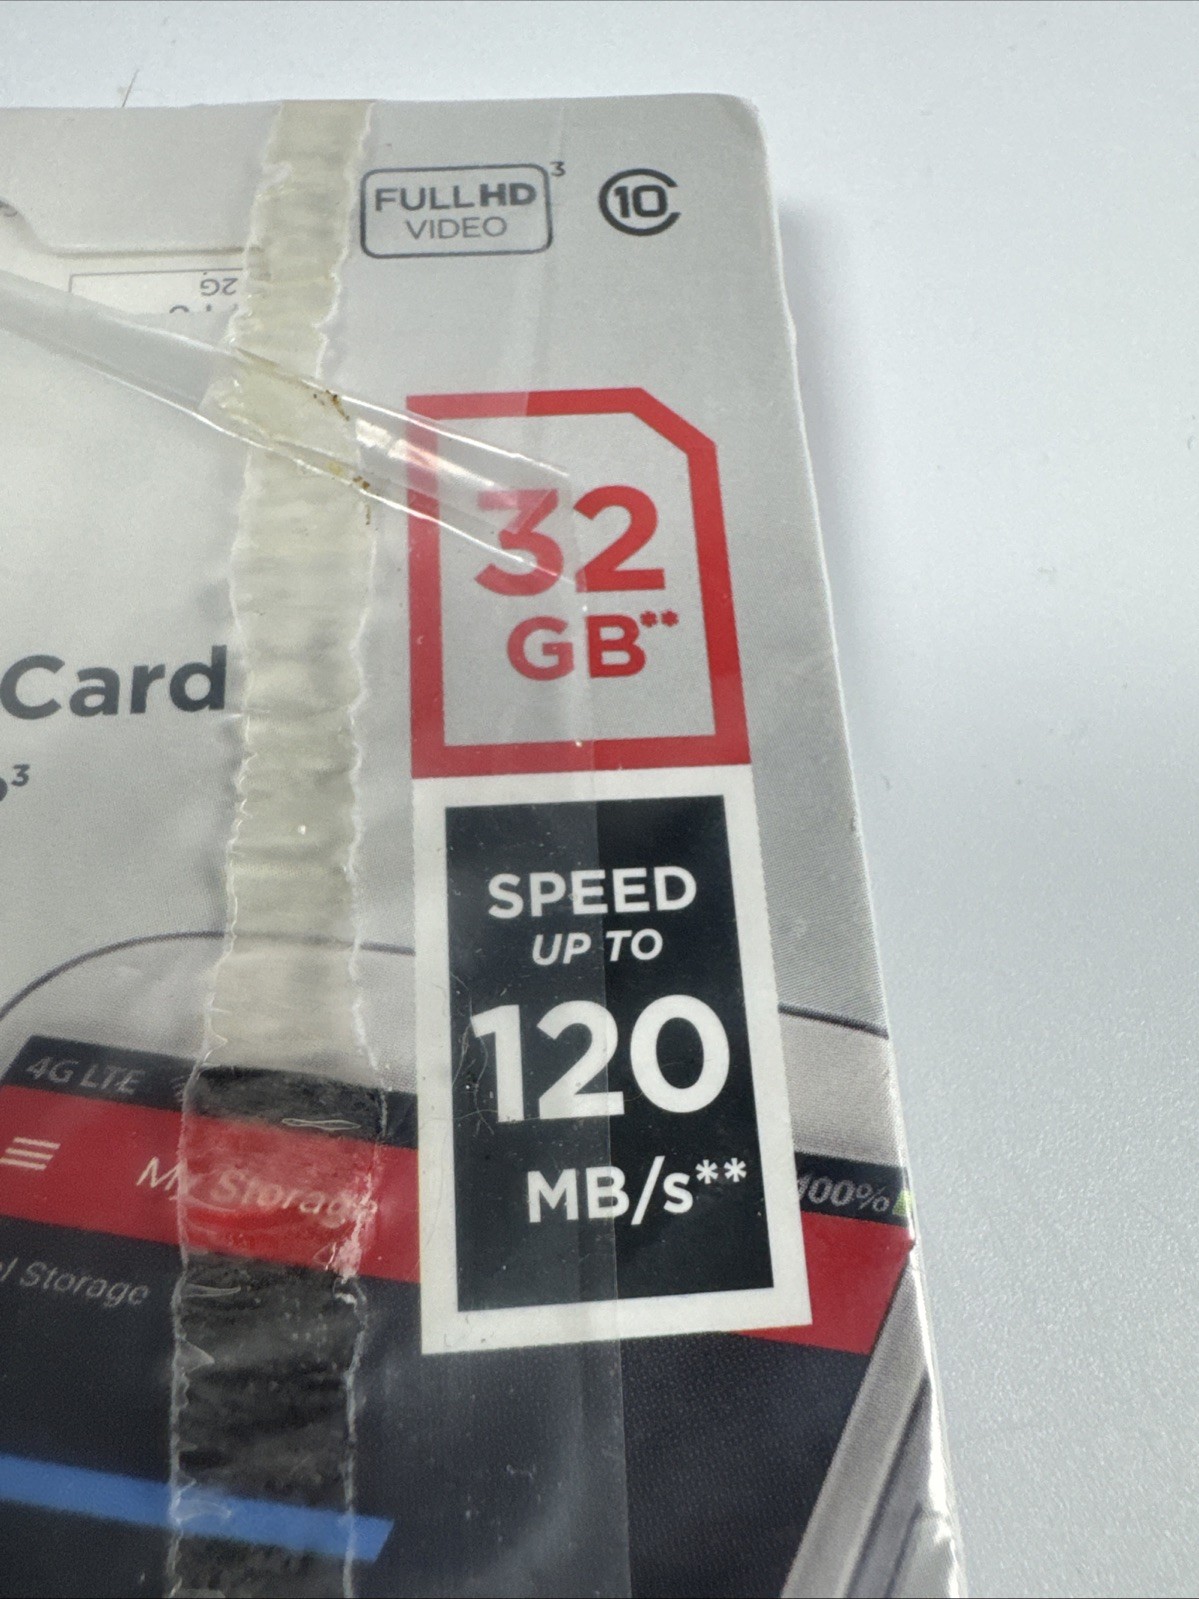 FULL HD 3
VIDEO
10
2G
32
GB**
Card
3
SPEED
UP TO
120
MB/s**
4G LTE
100%
My Storage
Storage